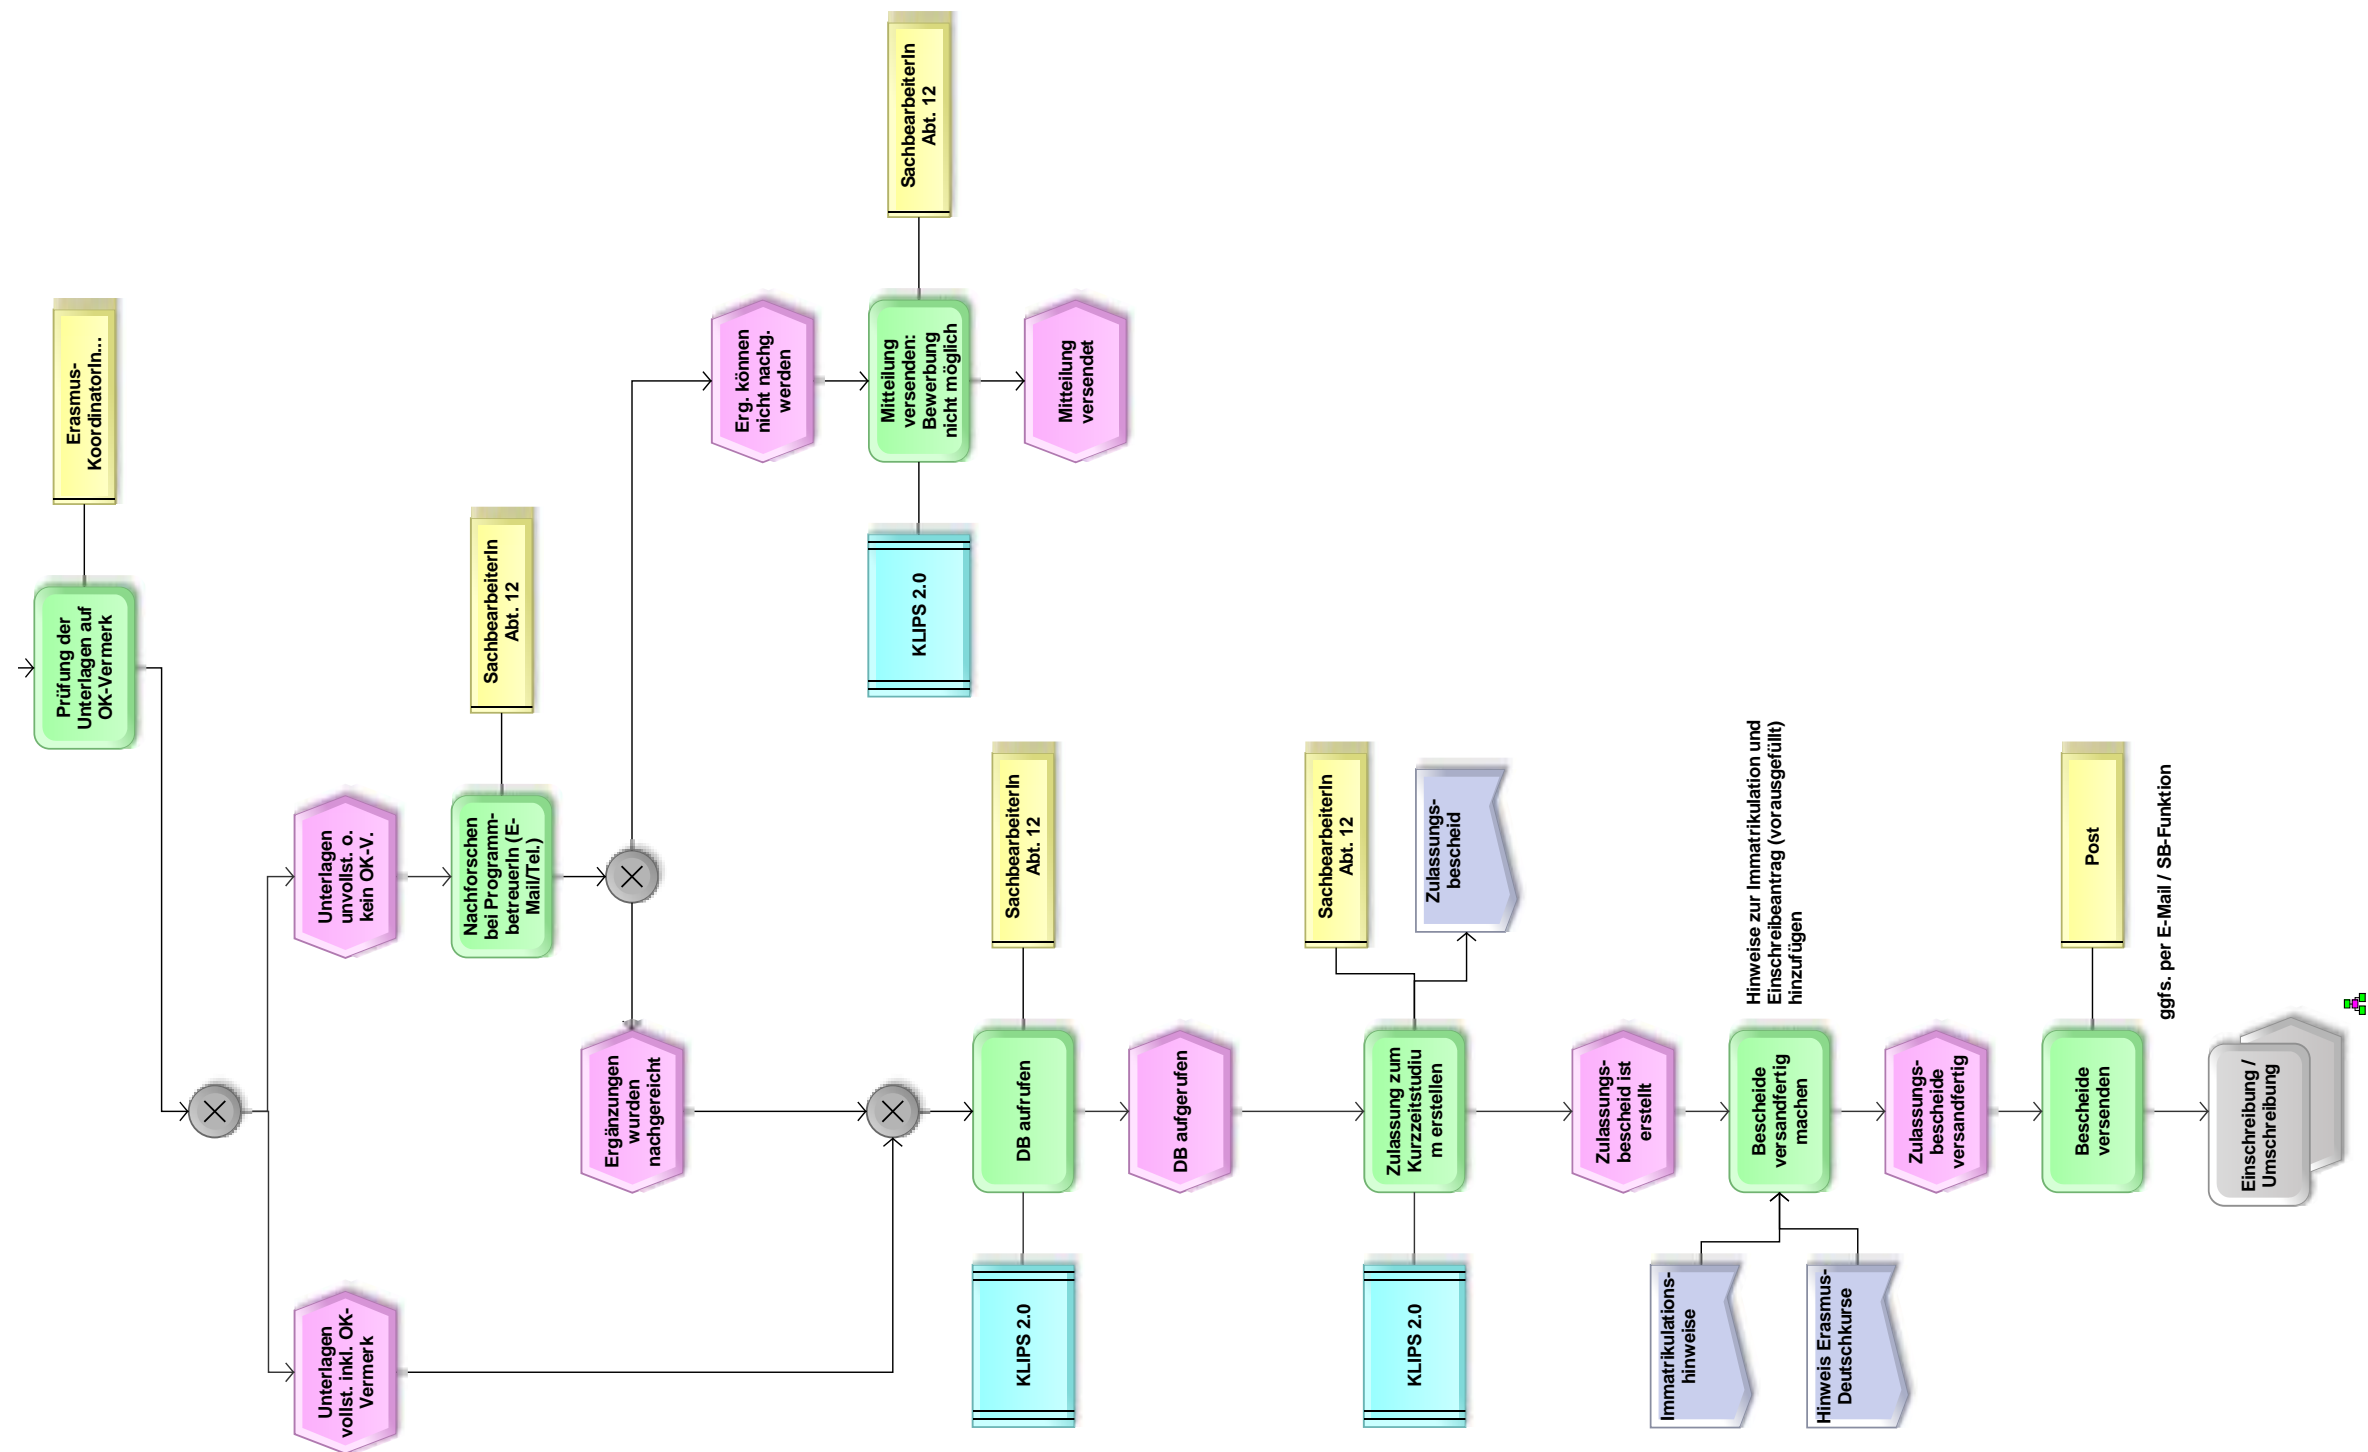 Erasmus-
KoordinatorIn...
Prüfung der
Unterlagen auf
OK-Vermerk
Unterlagen
unvollst. o.
kein OK-V.
Unterlagen
vollst. inkl. OK-
Vermerk
SachbearbeiterIn
Abt. 12
Nachforschen
bei Programm-
betreuerIn (E-
Mail/Tel.)
Ergänzungen
wurden
nachgereicht
Erg. können
nicht nachg.
werden
SachbearbeiterIn
Abt. 12
Mitteilung
versenden:
Bewerbung
nicht möglich
KLIPS 2.0
Mitteilung
versendet
SachbearbeiterIn
Abt. 12
DB aufrufen
KLIPS 2.0
DB aufgerufen
SachbearbeiterIn
Abt. 12
Zulassungs-
bescheid
Zulassung zum
Kurzzeitstudiu
m erstellen
KLIPS 2.0
Zulassungs-
bescheid ist
erstellt
Hinweise zur Immatrikulation und
Einschreibeantrag (vorausgefüllt)
hinzufügen
Bescheide
versandfertig
machen
Immatrikulations-
hinweise
Hinweis Erasmus-
Deutschkurse
Zulassungs-
bescheide
versandfertig
Post
Bescheide
versenden
ggfs. per E-Mail / SB-Funktion
Einschreibung /
Umschreibung